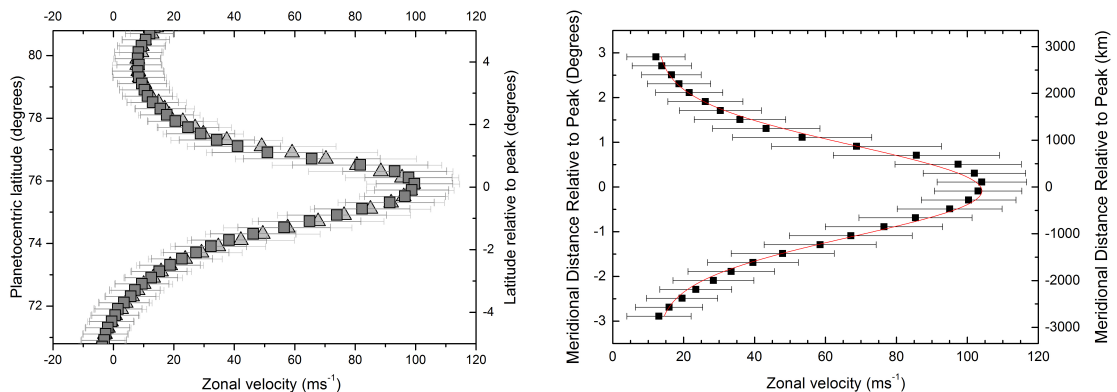 -20 0 20 40 60 80 100 120
80
78
76
74
72
Planetocentric latitude (degrees)
4
2
0
-2
-4
Latitude relative to peak (degrees)
-20 0 20 40 60 80 100 120
Zonal velocity (ms-1)
3
2
1
0
-1
-2
-3
Meridional Distance Relative to Peak (Degrees)
3000
2000
1000
0
-1000
-2000
-3000
Meridional Distance Relative to Peak (km)
0 20 40 60 80 100 120
Zonal velocity (ms-1)